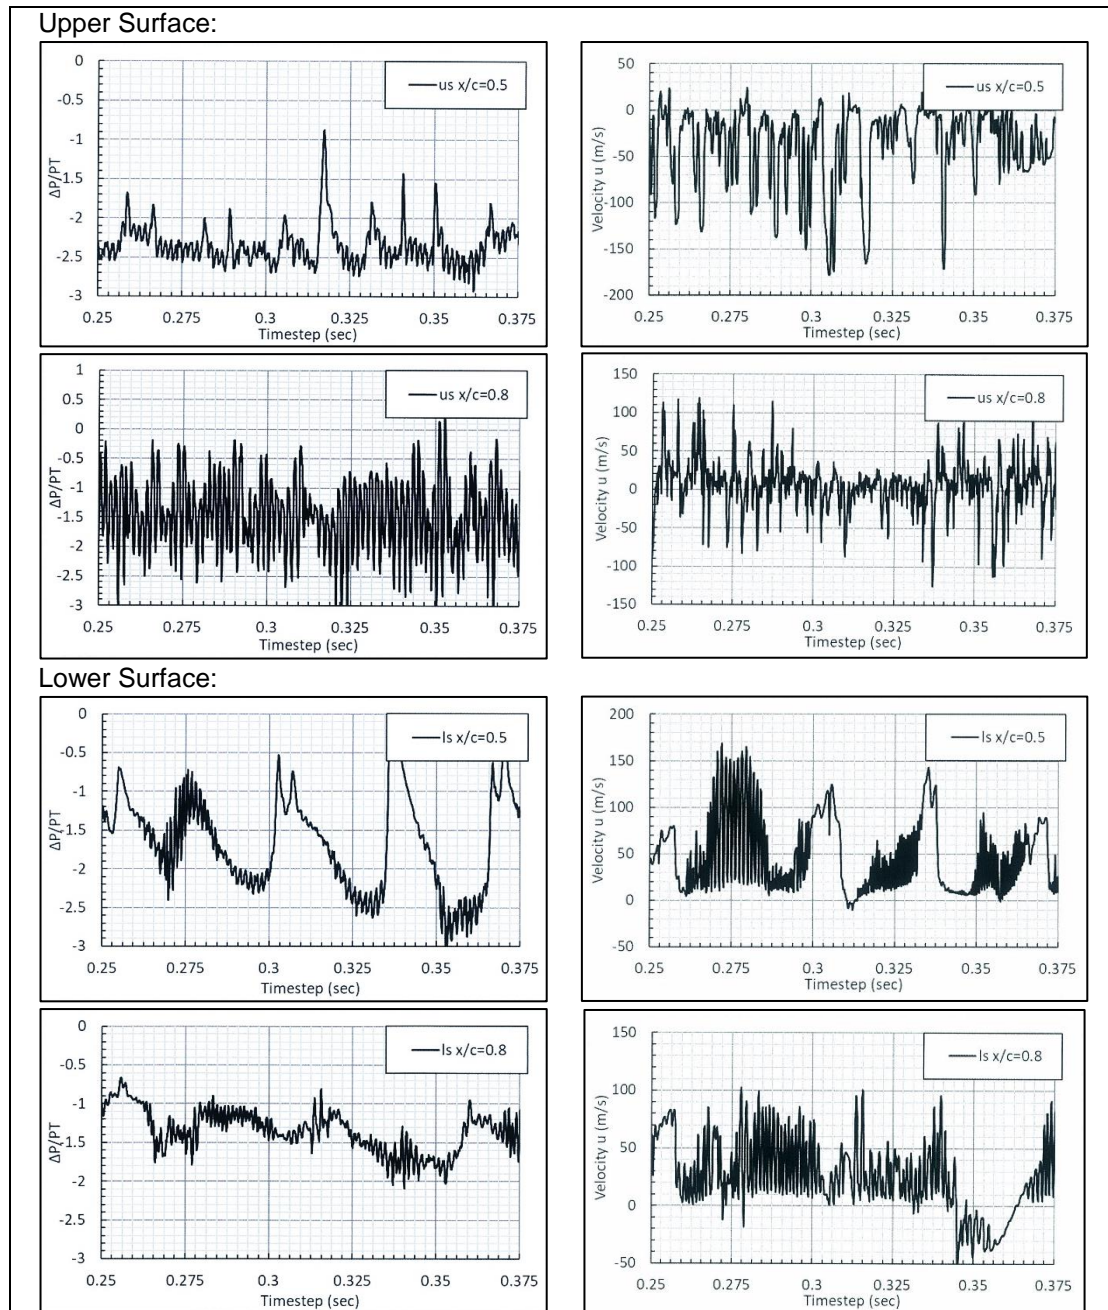 Upper Surface:
0
-0.5
-1
-1.5
-2
-2.5
-3
ΔP/PT
us x/c=0.5
0.25 0.275 0.3 0.325 0.35 0.375
Timestep (sec)
50
0
-50
-100
-150
-200
Velocity u (m/s)
us x/c=0.5
0.25 0.275 0.3 0.325 0.35 0.375
Timestep (sec)
1
0.5
0
-0.5
-1
-1.5
-2
-2.5
-3
ΔP/PT
us x/c=0.8
0.25 0.275 0.3 0.325 0.35 0.375
Timestep (sec)
150
100
50
0
-50
-100
-150
Velocity u (m/s)
us x/c=0.8
0.25 0.275 0.3 0.325 0.35 0.375
Timestep (sec)
Lower Surface:
0
-0.5
-1
-1.5
-2
-2.5
-3
ΔP/PT
ls x/c=0.5
0.25 0.275 0.3 0.325 0.35 0.375
Timestep (sec)
200
150
100
50
0
-50
Velocity u (m/s)
ls x/c=0.5
0.25 0.275 0.3 0.325 0.35 0.375
Timestep (sec)
0
-0.5
-1
-1.5
-2
-2.5
-3
ΔP/PT
ls x/c=0.8
0.25 0.275 0.3 0.325 0.35 0.375
Timestep (sec)
150
100
50
0
-50
Velocity u (m/s)
ls x/c=0.8
0.25 0.275 0.3 0.325 0.35 0.375
Timestep (sec)